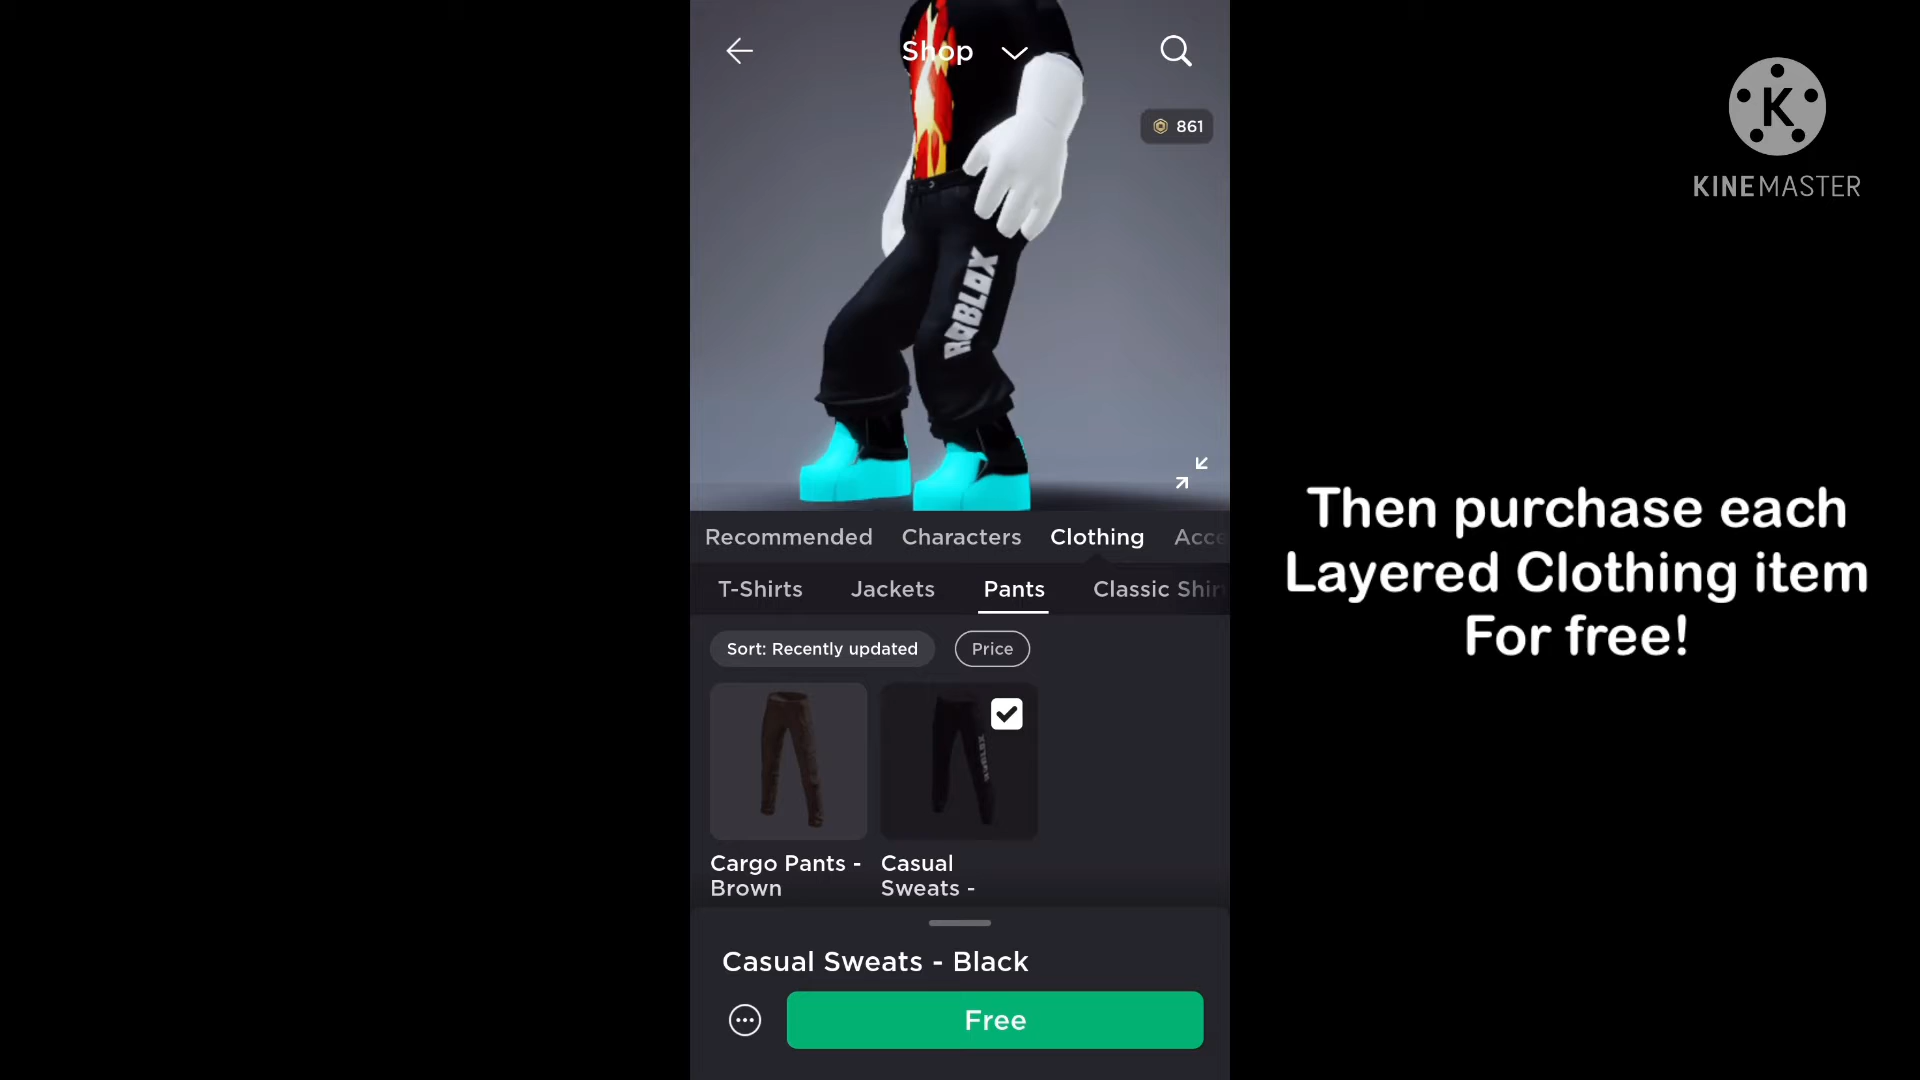 Shop
861
ROBLOX
Recommended Characters Clothing Acce
T-Shirts Jackets Pants Classic Shir
Sort: Recently updated Price
Cargo Pants - Brown
Casual Sweats -
Casual Sweats - Black
Free
K
KINEMASTER
Then purchase each
Layered Clothing item
For free!